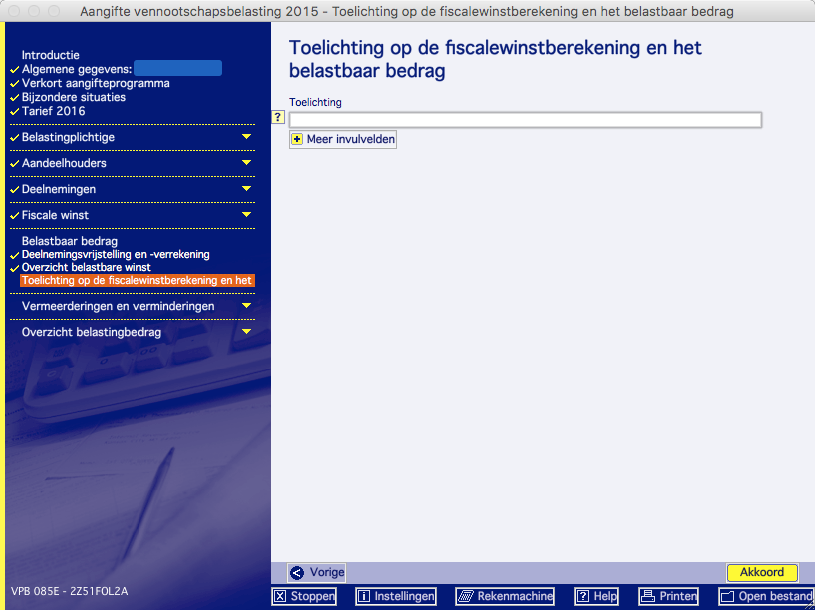 Aangifte vennootschapsbelasting 2015 - Toelichting op de fiscalewinstberekening en het belastbaar bedrag
Introductie
Algemene gegevens:
Verkort aangifteprogramma
Bijzondere situaties
Tarief 2016
Belastingplichtige
Aandeelhouders
Deelnemingen
Fiscale winst
Belastbaar bedrag
Deelnemingsvrijstelling en -verrekening
Overzicht belastbare winst
Toelichting op de fiscalewinstberekening en het
Vermeerderingen en verminderingen
Overzicht belastingbedrag
VPB 085E - 2Z51FOL2A
Toelichting op de fiscalewinstberekening en het
belastbaar bedrag
Toelichting
?
+ Meer invulvelden
< Vorige
Akkoord
X Stoppen
i Instellingen
Rekenmachine
? Help
Printen
Open bestand